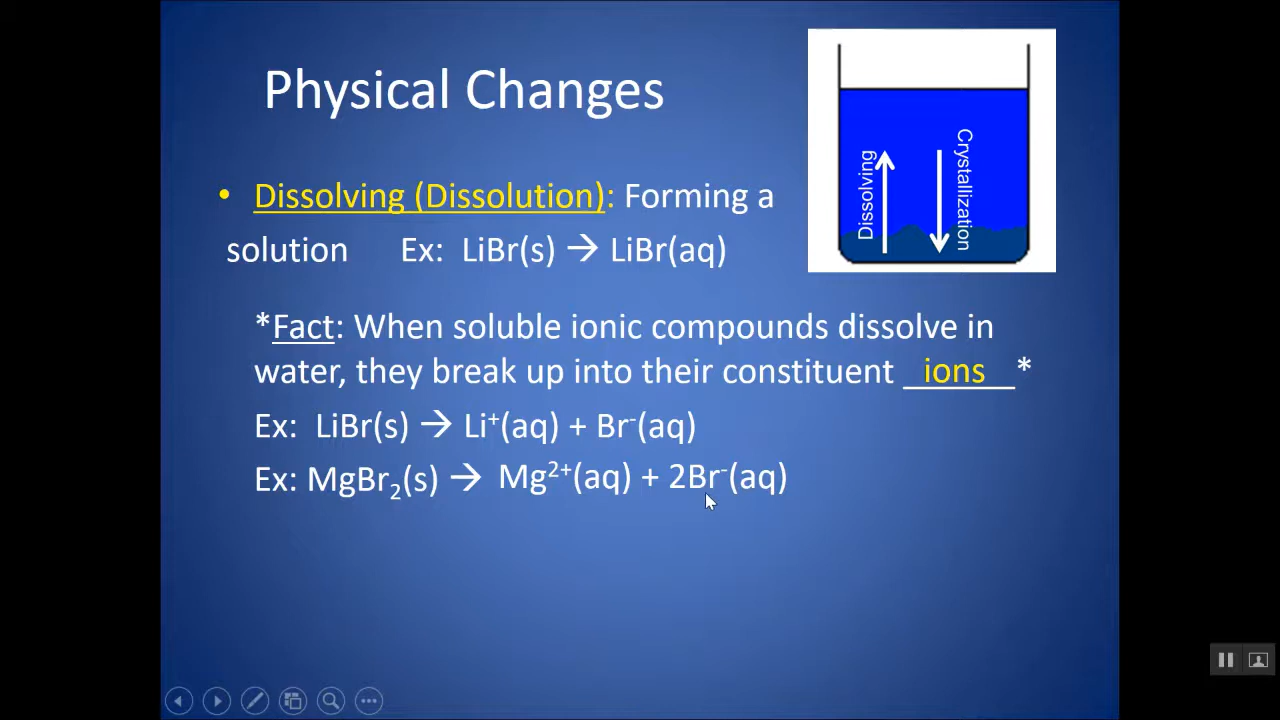 Physical Changes
• Dissolving (Dissolution): Forming a
solution Ex: LiBr(s) → LiBr(aq)
Dissolving
Crystallization
*Fact: When soluble ionic compounds dissolve in
water, they break up into their constituent ions*
Ex: LiBr(s) → Li⁺(aq) + Br⁻(aq)
Ex: MgBr₂(s) → Mg²⁺(aq) + 2Br⁻(aq)